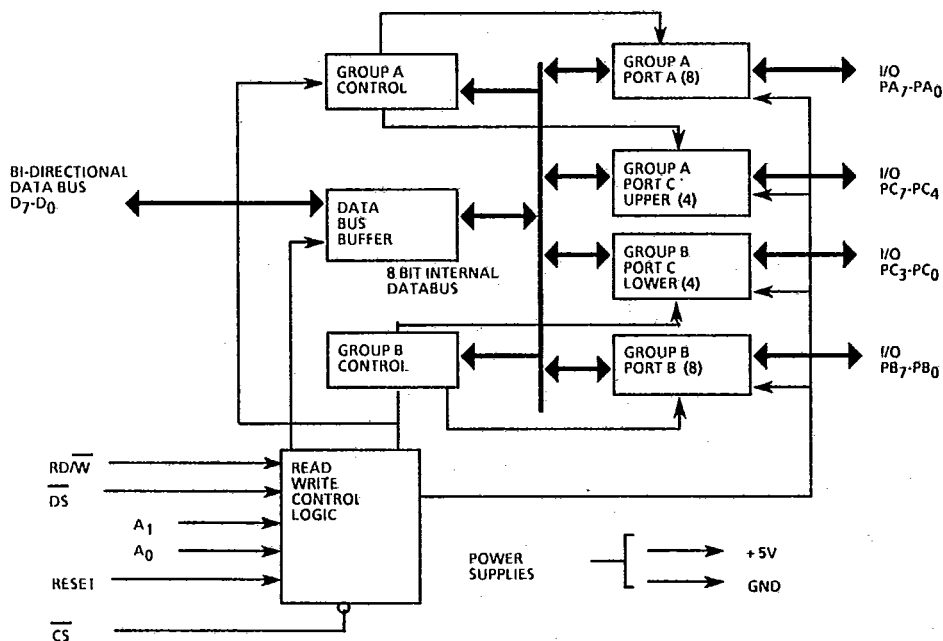 GROUP A
CONTROL
GROUP A
PORT A (8)
I/O
PA7-PA0
BI-DIRECTIONAL
DATA BUS
D7-D0
DATA
BUS
BUFFER
GROUP A
PORT C
UPPER (4)
I/O
PC7-PC4
8 BIT INTERNAL
DATABUS
GROUP B
PORT C
LOWER (4)
I/O
PC3-PC0
GROUP B
CONTROL
GROUP B
PORT B (8)
I/O
PB7-PB0
RD/W̅
D̅S̅
A1
A0
RESET
C̅S̅
READ
WRITE
CONTROL
LOGIC
POWER
SUPPLIES
+5V
GND